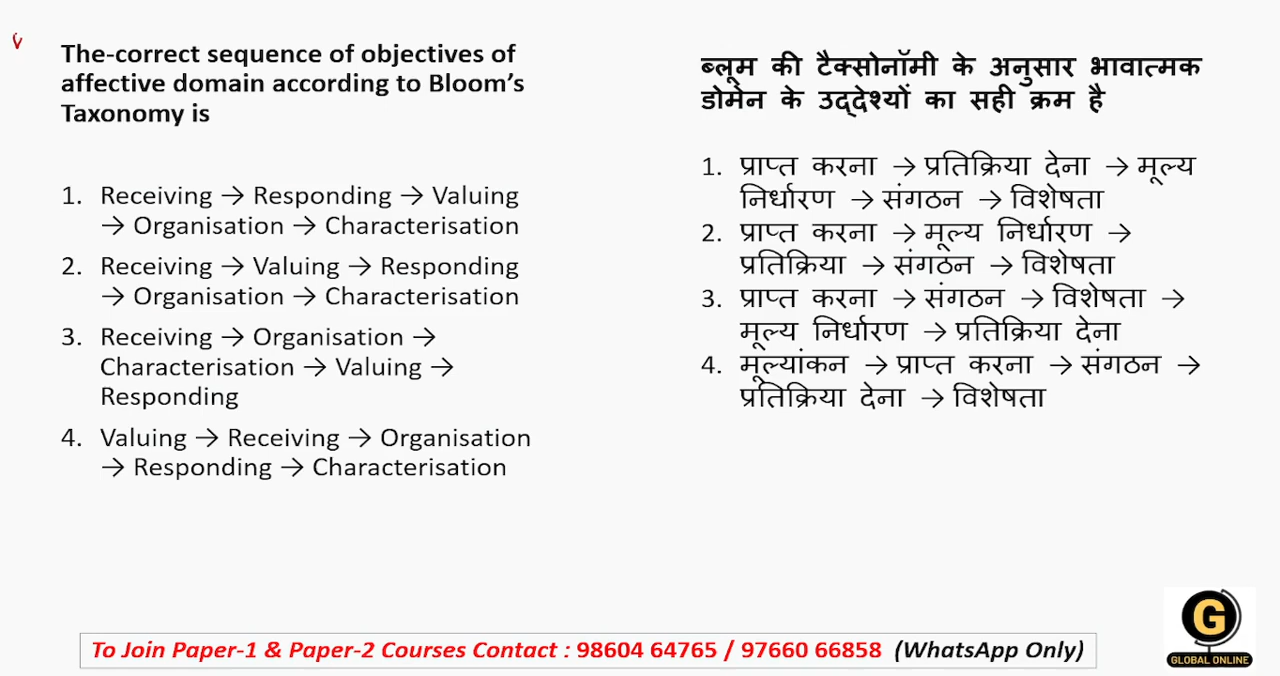 The-correct sequence of objectives of
affective domain according to Bloom's
Taxonomy is
1. Receiving → Responding → Valuing
→ Organisation → Characterisation
2. Receiving → Valuing → Responding
→ Organisation → Characterisation
3. Receiving → Organisation →
Characterisation → Valuing →
Responding
4. Valuing → Receiving → Organisation
→ Responding → Characterisation
ब्लूम की टैक्सोनॉमी के अनुसार भावात्मक
डोमेन के उद्देश्यों का सही क्रम है
1. प्राप्त करना → प्रतिक्रिया देना → मूल्य
निर्धारण → संगठन → विशेषता
2. प्राप्त करना → मूल्य निर्धारण →
प्रतिक्रिया → संगठन → विशेषता
3. प्राप्त करना → संगठन → विशेषता →
मूल्य निर्धारण → प्रतिक्रिया देना
4. मूल्यांकन → प्राप्त करना → संगठन →
प्रतिक्रिया देना → विशेषता
To Join Paper-1 & Paper-2 Courses Contact : 98604 64765 / 97660 66858 (WhatsApp Only)
G
GLOBAL ONLINE